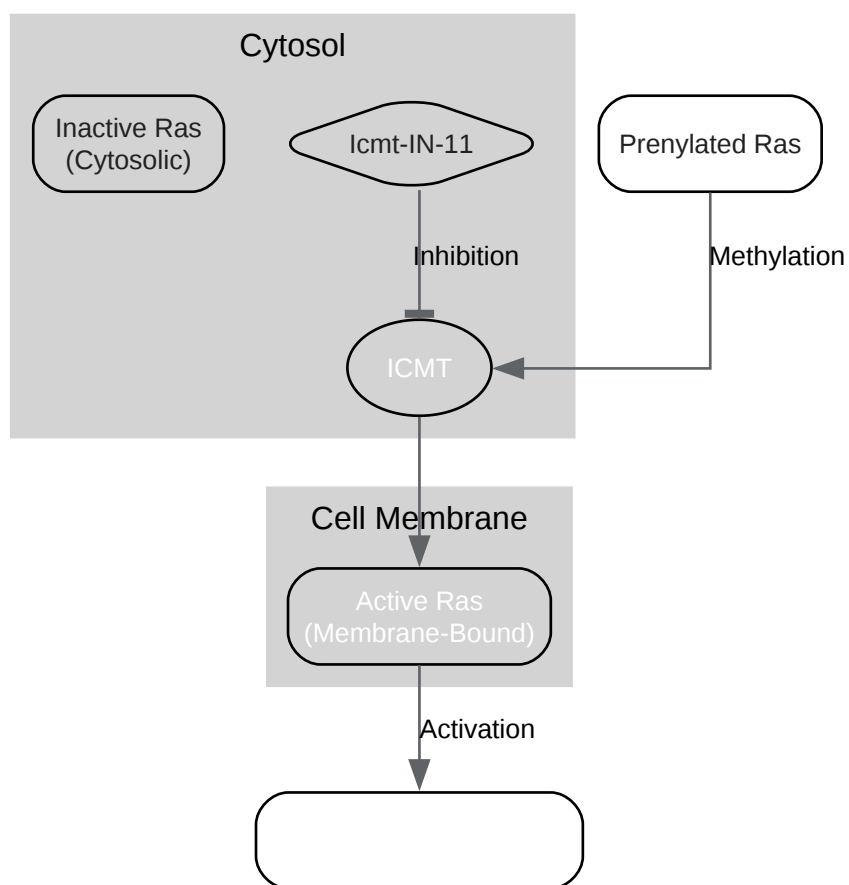 Cytosol
Inactive Ras
(Cytosolic)
Icmt-IN-11
Prenylated Ras
Inhibition
Methylation
ICMT
Cell Membrane
Active Ras
(Membrane-Bound)
Activation